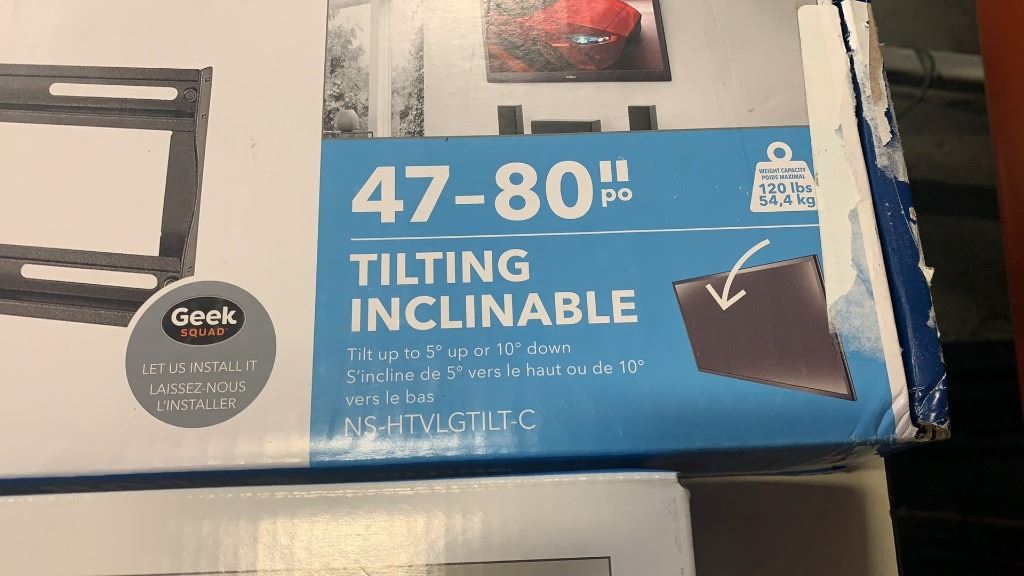 47-80"
po
WEIGHT CAPACITY
POIDS MAXIMAL
120 lbs
54,4 kg
TILTING
INCLINABLE
Tilt up to 5° up or 10° down
S'incline de 5° vers le haut ou de 10°
vers le bas
NS-HTVLGTILT-C
Geek
SQUAD
LET US INSTALL IT
LAISSEZ-NOUS
L'INSTALLER